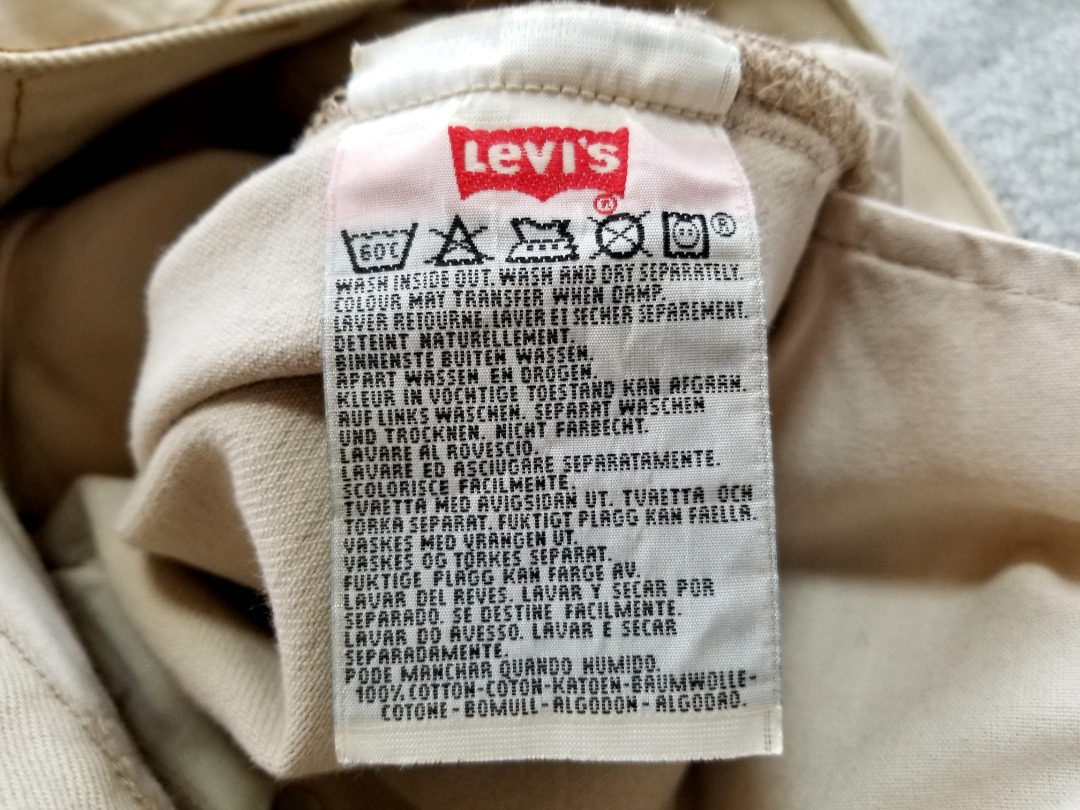 Levi's
®
60°C
®
WASH INSIDE OUT. WASH AND DRY SEPARATELY.
COLOUR MAY TRANSFER WHEN DAMP.
LAVER RETOURNE. LAVER ET SECHER SEPAREMENT.
DETEINT NATURELLEMENT.
BINNENSTE BUITEN WASSEN.
APART WASSEN EN DROGEN.
KLEUR IN VOCHTIGE TOESTAND KAN AFGAAN.
AUF LINKS WASCHEN. SEPARAT WASCHEN
UND TROCKNEN. NICHT FARBECHT.
LAVARE AL ROVESCIO.
LAVARE ED ASCIUGARE SEPARATAMENTE.
SCOLORISCE FACILMENTE.
TVAETTA MED AVIGSIDAN UT. TVAETTA OCH
TORKA SEPARAT. FUKTIGT PLAGG KAN FAELLA.
VASKES MED VRANGEN UT.
VASKES OG TORKES SEPARAT.
FUKTIGE PLAGG KAN FARGE AV.
LAVAR DEL REVES. LAVAR Y SECAR POR
SEPARADO. SE DESTINE FACILMENTE.
LAVAR DO AVESSO. LAVAR E SECAR
SEPARADAMENTE.
PODE MANCHAR QUANDO HUMIDO.
100% COTTON-COTON-KATOEN-BAUMWOLLE-
COTONE-BOMULL-ALGODON-ALGODAO.